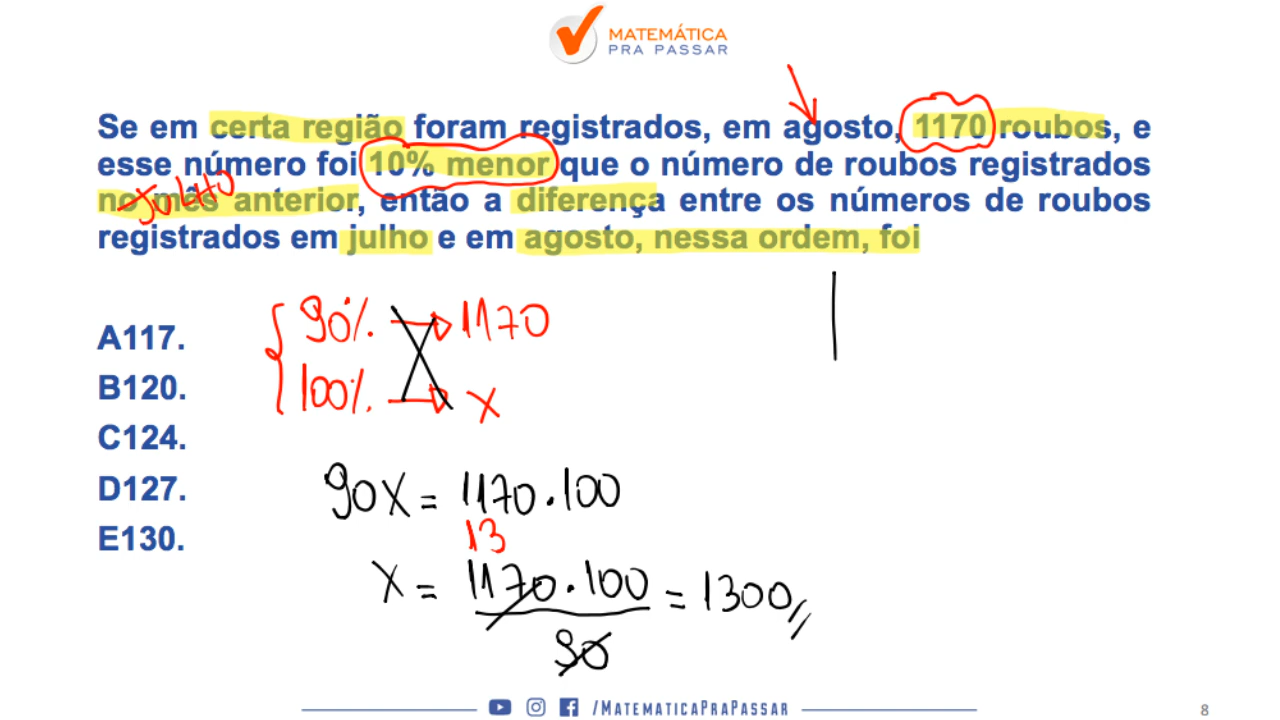 MATEMÁTICA
PRA PASSAR
Se em certa região foram registrados, em agosto, 1170 roubos, e
esse número foi 10% menor que o número de roubos registrados
JULHO
no mês anterior, então a diferença entre os números de roubos
registrados em julho e em agosto, nessa ordem, foi
A117.
B120.
C124.
D127.
E130.
90% 1170
100% x
90x = 1170.100
13
x = 1170.100 = 1300
90
/MATEMATICAPRAPASSAR
8